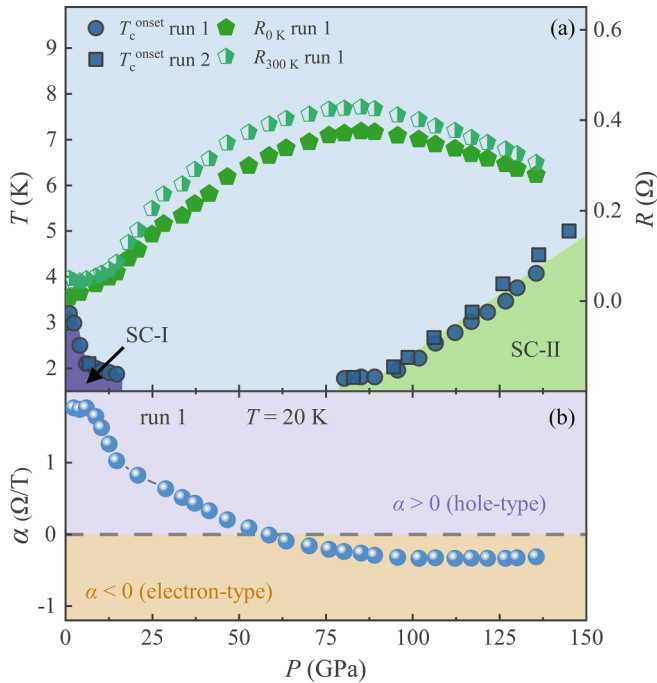 T_c^onset run 1 R_0 K run 1 (a)
T_c^onset run 2 R_300 K run 1
9
8
7
6
5
4
3
2
T (K)
0.6
0.4
0.2
0.0
R (Ω)
SC-I
SC-II
run 1 T = 20 K (b)
α > 0 (hole-type)
α < 0 (electron-type)
1
0
-1
α (Ω/T)
0 25 50 75 100 125 150
P (GPa)